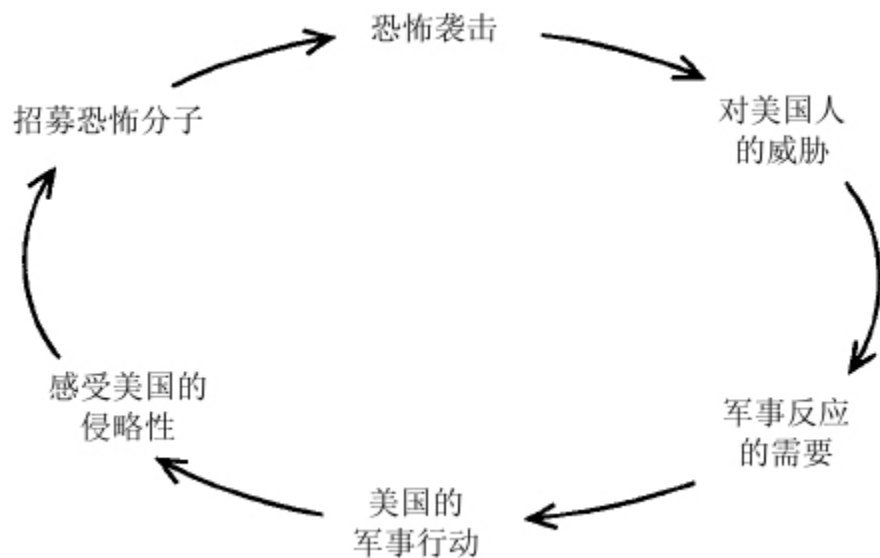 恐怖袭击
对美国人
的威胁
军事反应
的需要
美国的
军事行动
感受美国的
侵略性
招募恐怖分子